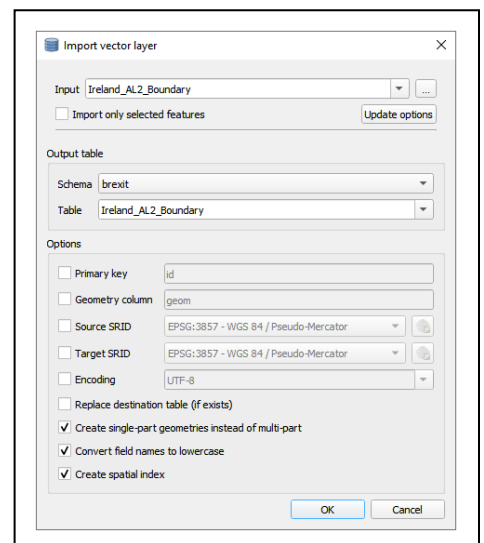 Import vector layer
Input Ireland_AL2_Boundary ...
Import only selected features Update options
Output table
Schema brexit
Table Ireland_AL2_Boundary
Options
Primary key id
Geometry column geom
Source SRID EPSG:3857 - WGS 84 / Pseudo-Mercator
Target SRID EPSG:3857 - WGS 84 / Pseudo-Mercator
Encoding UTF-8
Replace destination table (if exists)
Create single-part geometries instead of multi-part
Convert field names to lowercase
Create spatial index
OK Cancel